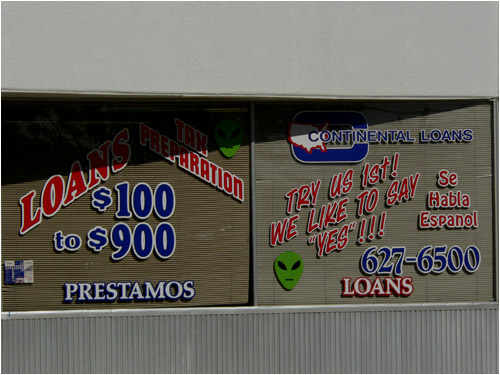 LOANS
TAX
PREPARATION
$100
to $900
PRESTAMOS
CONTINENTAL LOANS
TRY US 1st!
WE LIKE TO SAY
"YES"!!!
Se
Habla
Espanol
627-6500
LOANS